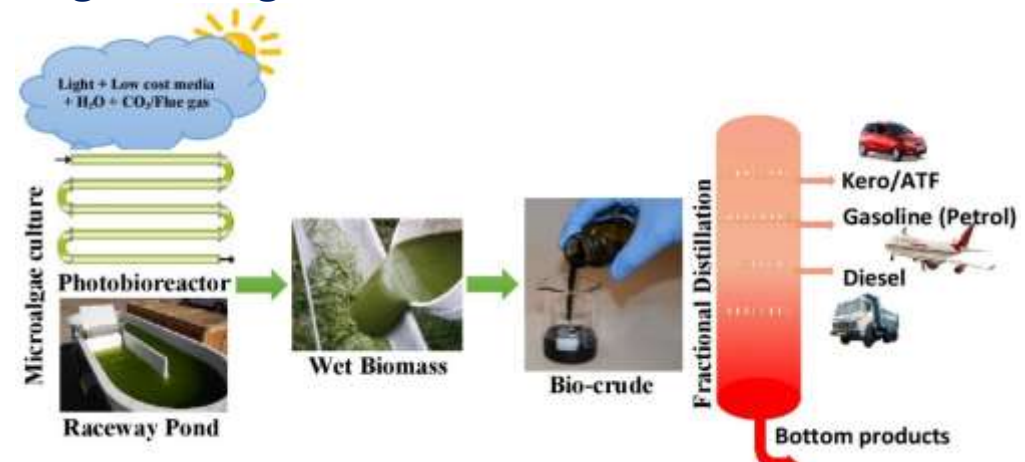 Light + Low cost media
+ H₂O + CO₂/Flue gas
Microalgae culture
Photobioreactor
Raceway Pond
Wet Biomass
Bio-crude
Fractional Distillation
Kero/ATF
Gasoline (Petrol)
Diesel
Bottom products